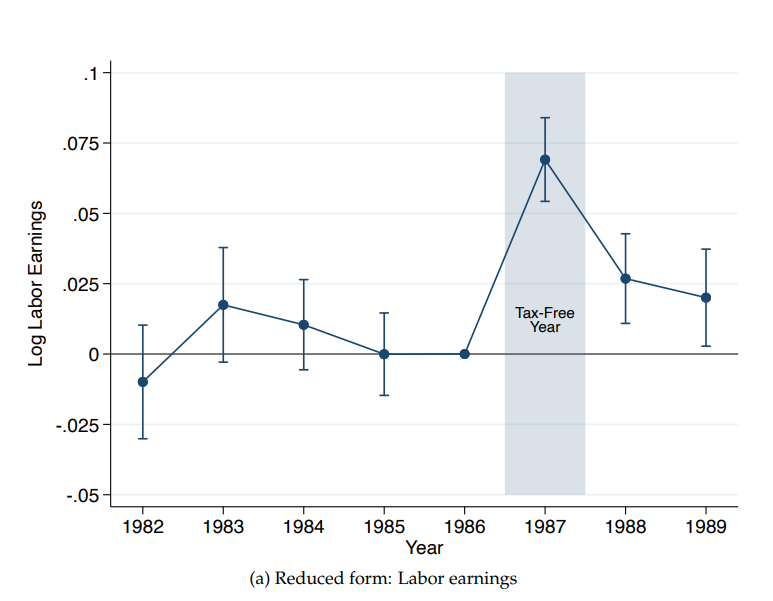 .1
.075
.05
.025
0
-.025
-.05
Log Labor Earnings
Tax-Free
Year
1982 1983 1984 1985 1986 1987 1988 1989
Year
(a) Reduced form: Labor earnings